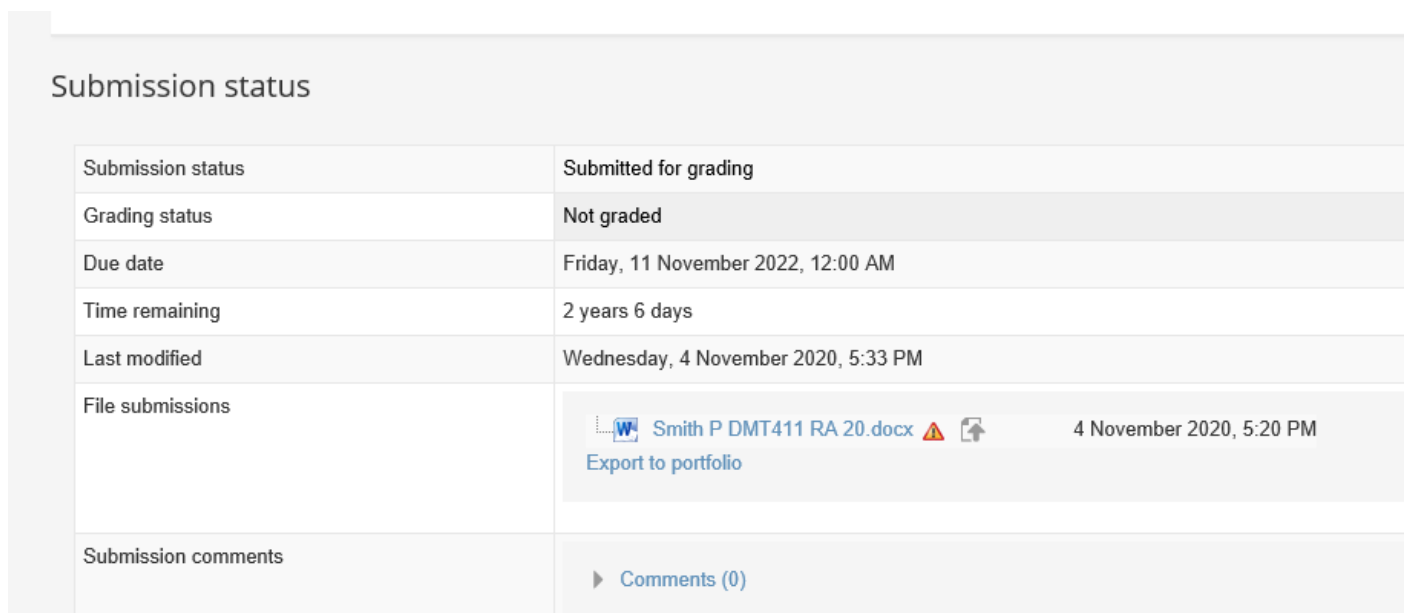 Submission status
Submission status Submitted for grading
Grading status Not graded
Due date Friday, 11 November 2022, 12:00 AM
Time remaining 2 years 6 days
Last modified Wednesday, 4 November 2020, 5:33 PM
File submissions
Smith P DMT411 RA 20.docx 4 November 2020, 5:20 PM
Export to portfolio
Submission comments
Comments (0)